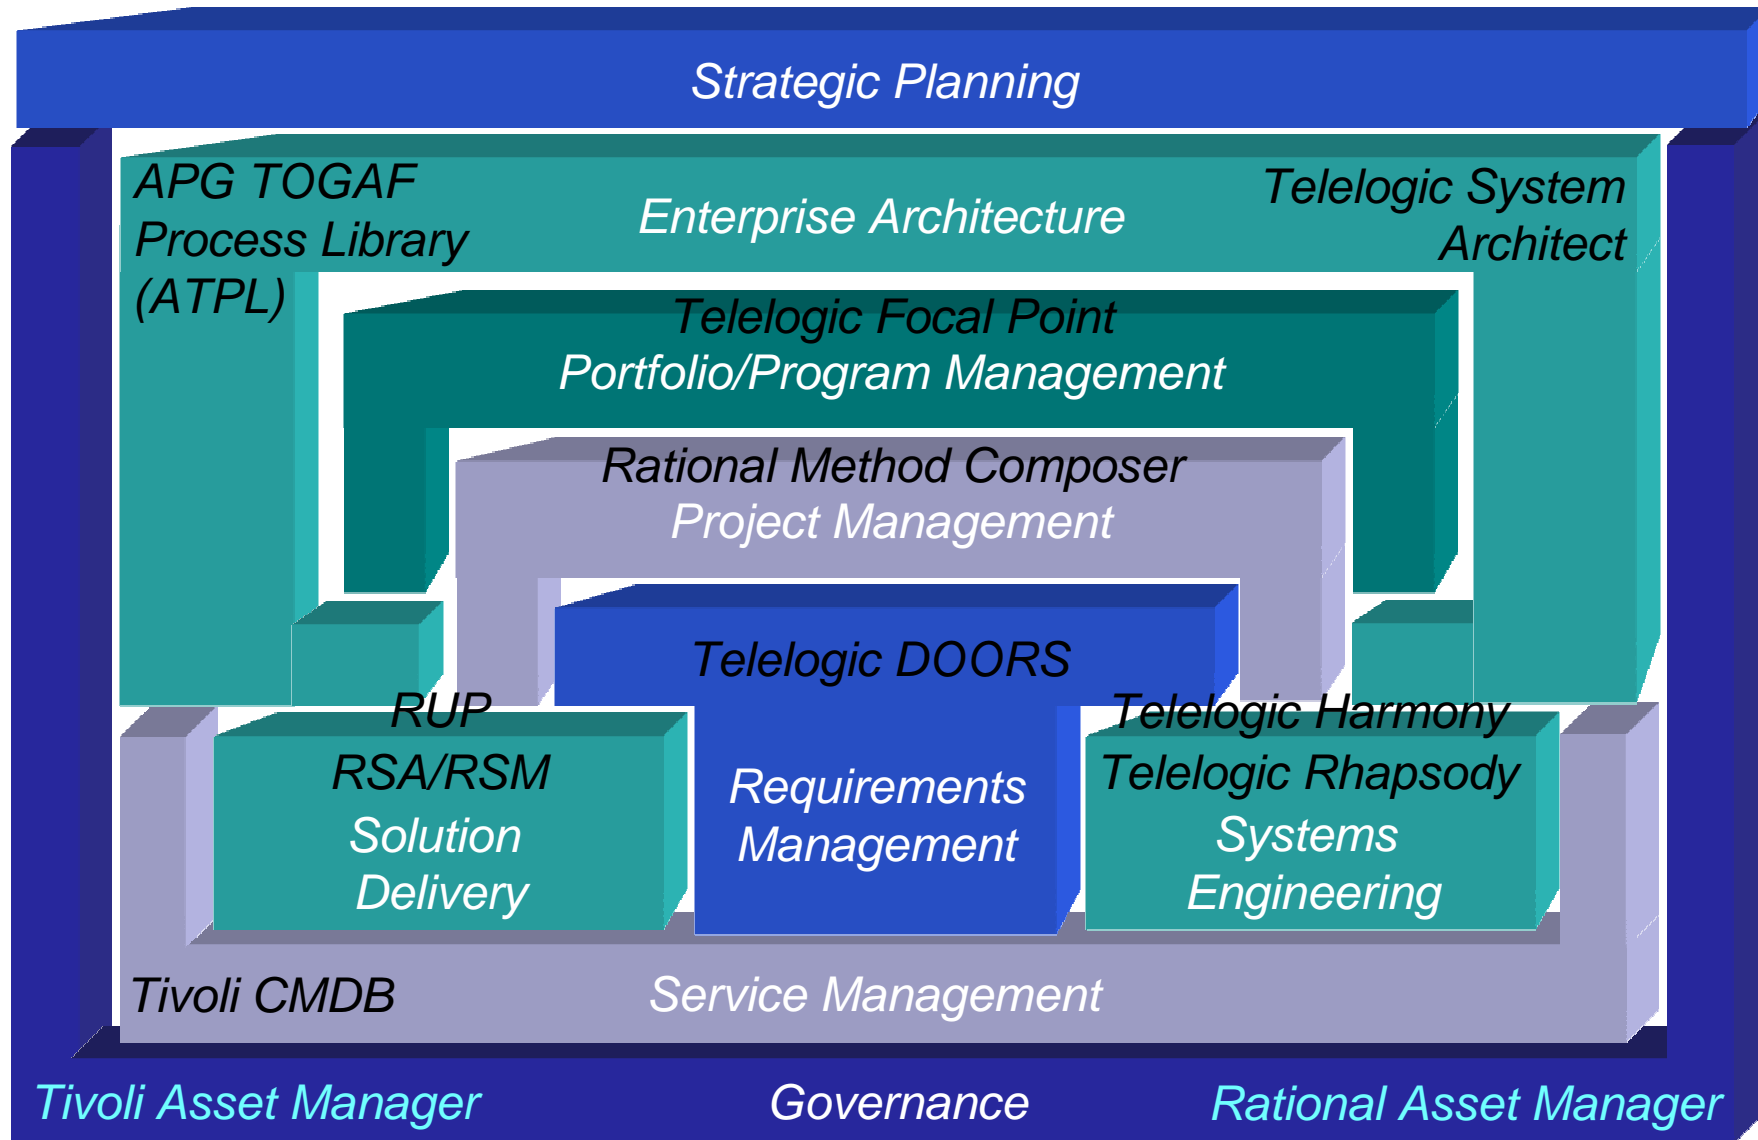 Strategic Planning
APG TOGAF
Process Library
(ATPL)
Enterprise Architecture
Telelogic System
Architect
Telelogic Focal Point
Portfolio/Program Management
Rational Method Composer
Project Management
Telelogic DOORS
Requirements
Management
RUP
RSA/RSM
Solution
Delivery
Telelogic Harmony
Telelogic Rhapsody
Systems
Engineering
Tivoli CMDB
Service Management
Tivoli Asset Manager
Governance
Rational Asset Manager